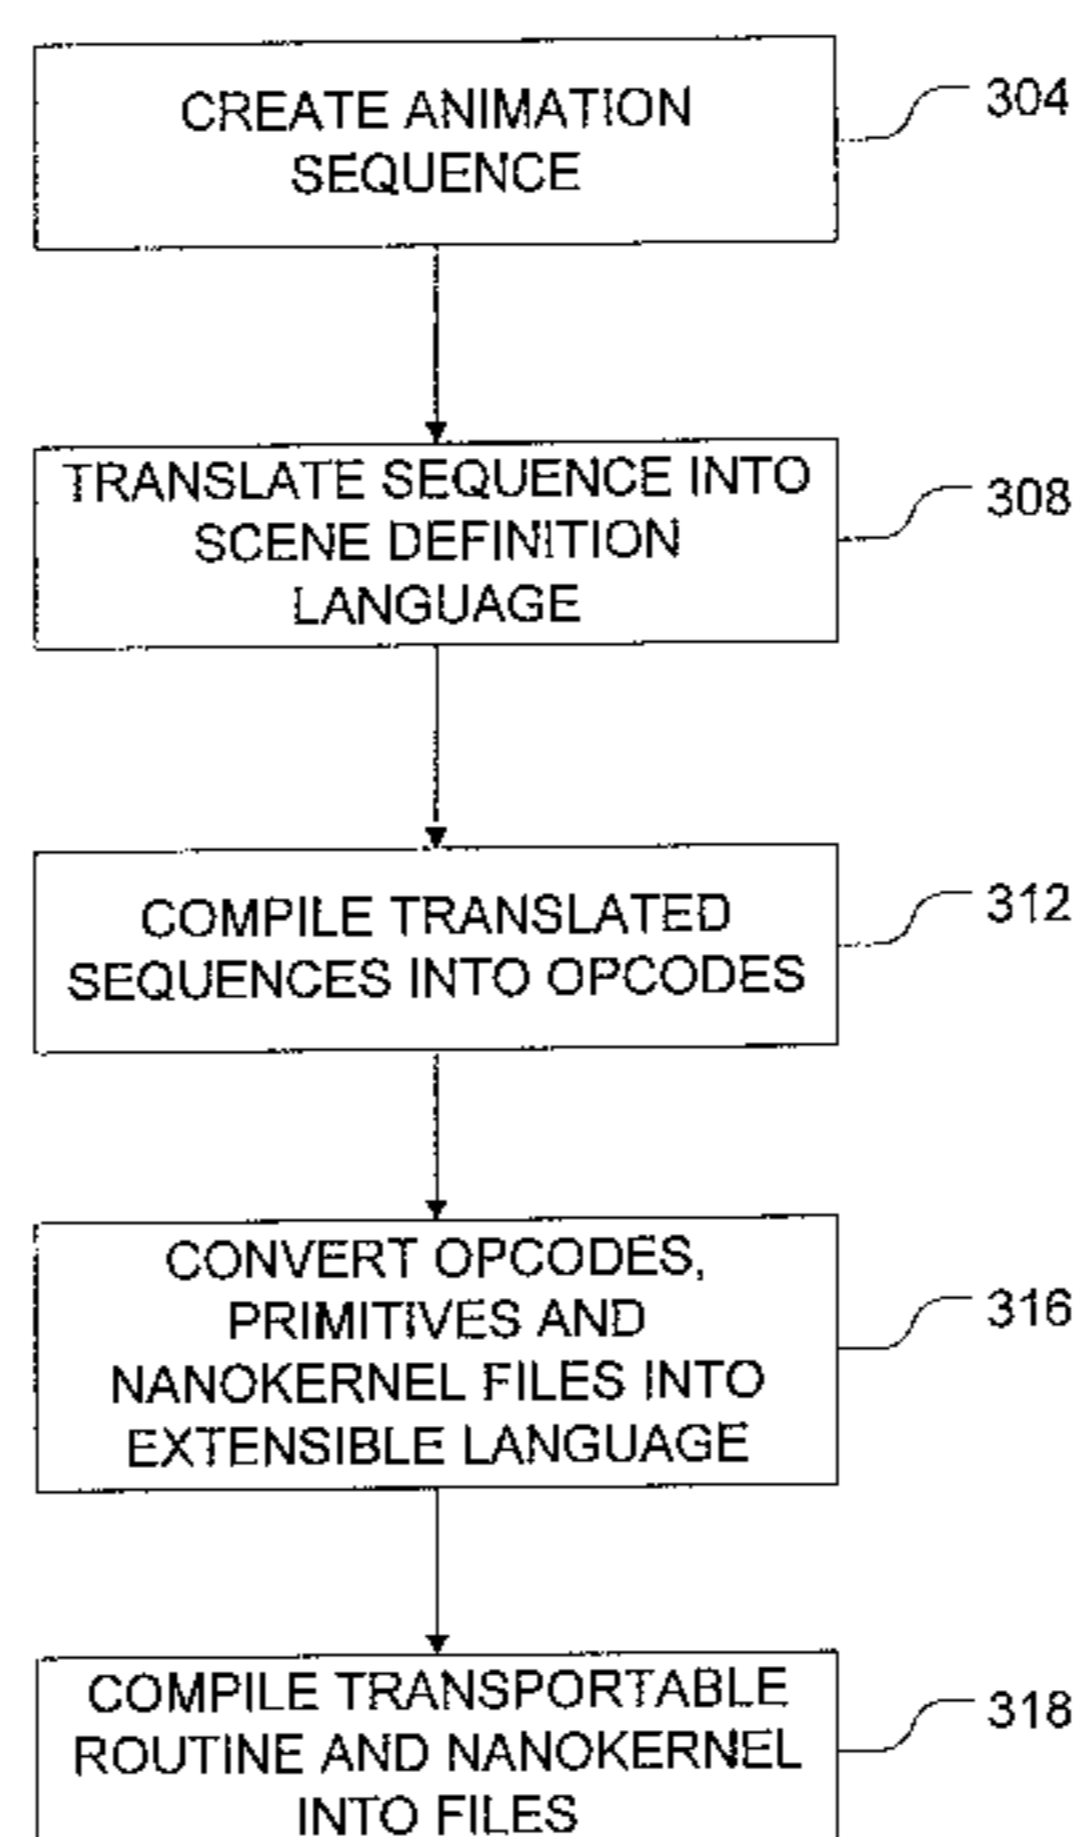 CREATE ANIMATION
SEQUENCE
304
TRANSLATE SEQUENCE INTO
SCENE DEFINITION
LANGUAGE
308
COMPILE TRANSLATED
SEQUENCES INTO OPCODES
312
CONVERT OPCODES,
PRIMITIVES AND
NANOKERNEL FILES INTO
EXTENSIBLE LANGUAGE
316
COMPILE TRANSPORTABLE
ROUTINE AND NANOKERNEL
INTO FILES
318